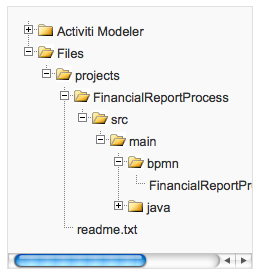 Activiti Modeler
Files
projects
FinancialReportProcess
src
main
bpmn
FinancialReportPr
java
readme.txt